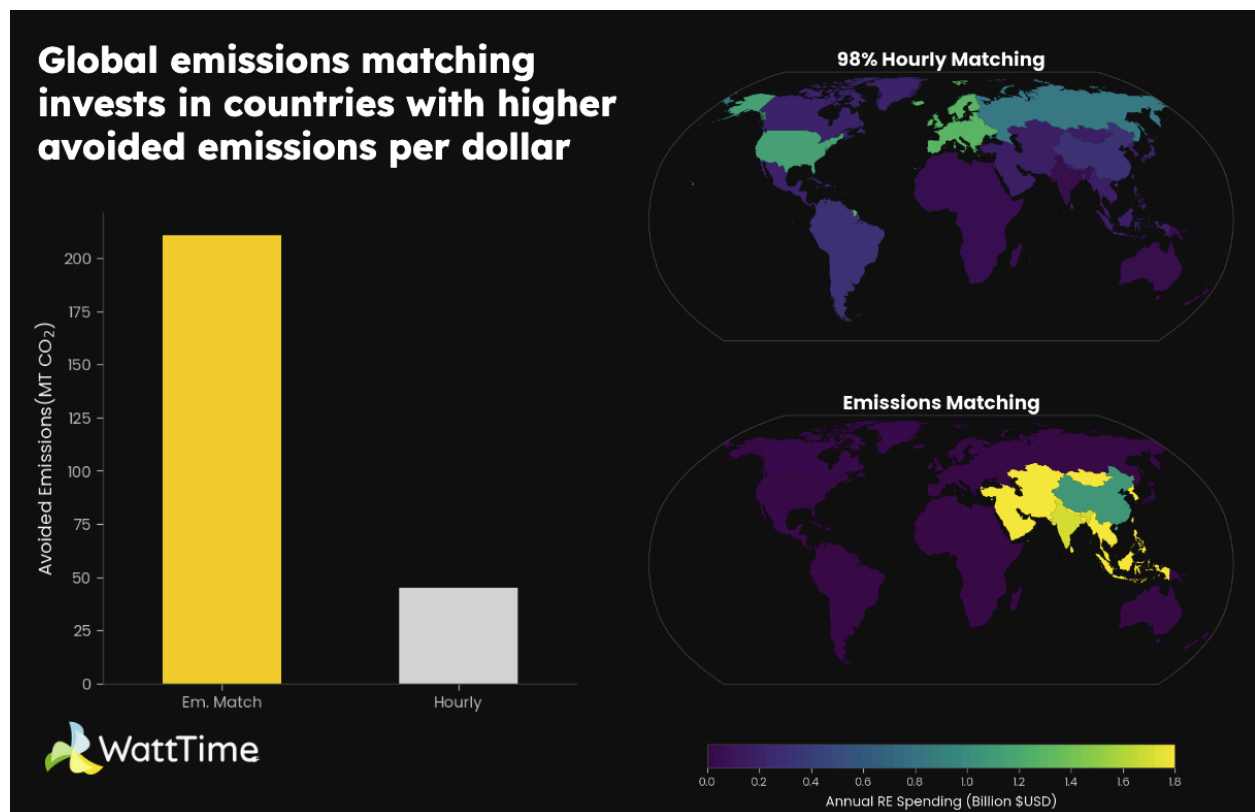 Global emissions matching
invests in countries with higher
avoided emissions per dollar
200
175
150
125
100
75
50
25
0
Avoided Emissions(MT CO₂)
Em. Match
Hourly
WattTime
98% Hourly Matching
Emissions Matching
0.0 0.2 0.4 0.6 0.8 1.0 1.2 1.4 1.6 1.8
Annual RE Spending (Billion $USD)